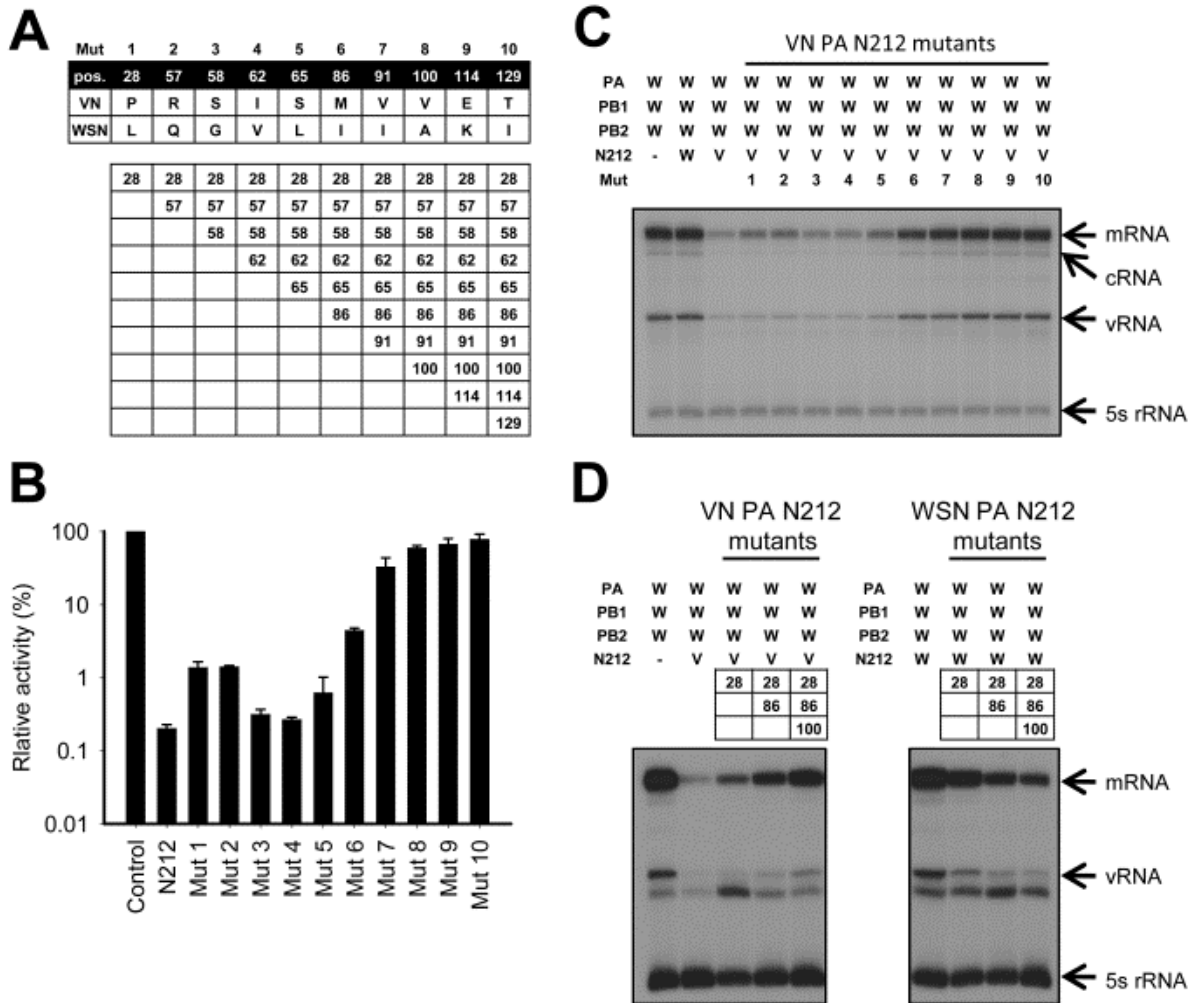 A
Mut 1 2 3 4 5 6 7 8 9 10
pos. 28 57 58 62 65 86 91 100 114 129
VN P R S I S M V V E T
WSN L Q G V L I I A K I
28 28 28 28 28 28 28 28 28 28
57 57 57 57 57 57 57 57 57
58 58 58 58 58 58 58 58
62 62 62 62 62 62 62
65 65 65 65 65 65
86 86 86 86 86
91 91 91 91
100 100 100
114 114
129
B
Rlative activity (%)
100
10
1
0.1
0.01
Control N212 Mut 1 Mut 2 Mut 3 Mut 4 Mut 5 Mut 6 Mut 7 Mut 8 Mut 9 Mut 10
C
VN PA N212 mutants
PA W W W W W W W W W W W W W
PB1 W W W W W W W W W W W W W
PB2 W W W W W W W W W W W W W
N212 - W V V V V V V V V V V V
Mut 1 2 3 4 5 6 7 8 9 10
mRNA
cRNA
vRNA
5s rRNA
D
VN PA N212
mutants
PA W W W W W
PB1 W W W W W
PB2 W W W W W
N212 - V V V V
28 28 28
86 86
100
WSN PA N212
mutants
PA W W W W
PB1 W W W W
PB2 W W W W
N212 W W W W
28 28 28
86 86
100
mRNA
vRNA
5s rRNA